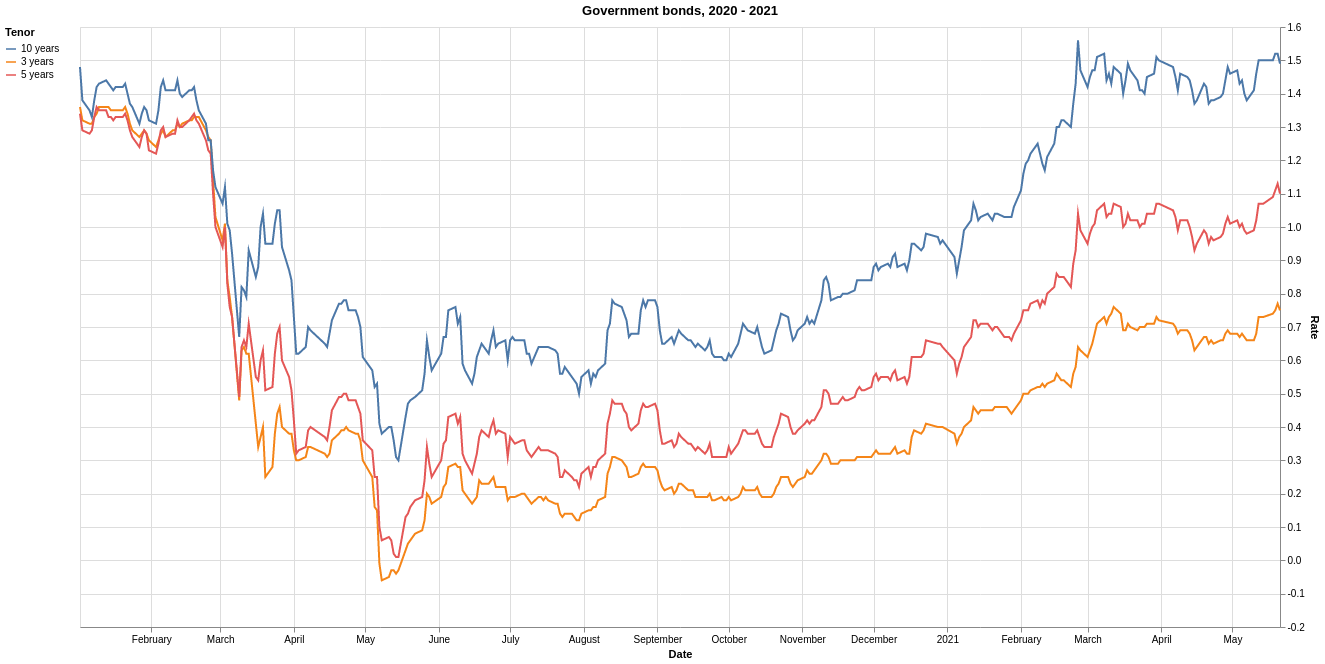 Government bonds, 2020 - 2021
Tenor
10 years
3 years
5 years
1.6
1.5
1.4
1.3
1.2
1.1
1.0
0.9
0.8
0.7
0.6
0.5
0.4
0.3
0.2
0.1
0.0
-0.1
-0.2
Rate
February March April May June July August September October November December 2021 February March April May
Date